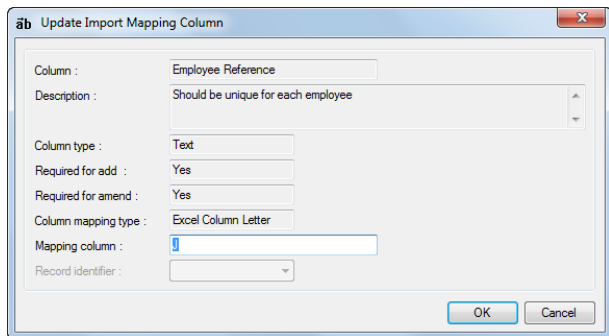 ab Update Import Mapping Column
Column : Employee Reference
Description : Should be unique for each employee
Column type : Text
Required for add : Yes
Required for amend : Yes
Column mapping type : Excel Column Letter
Mapping column : J
Record identifier :
OK Cancel